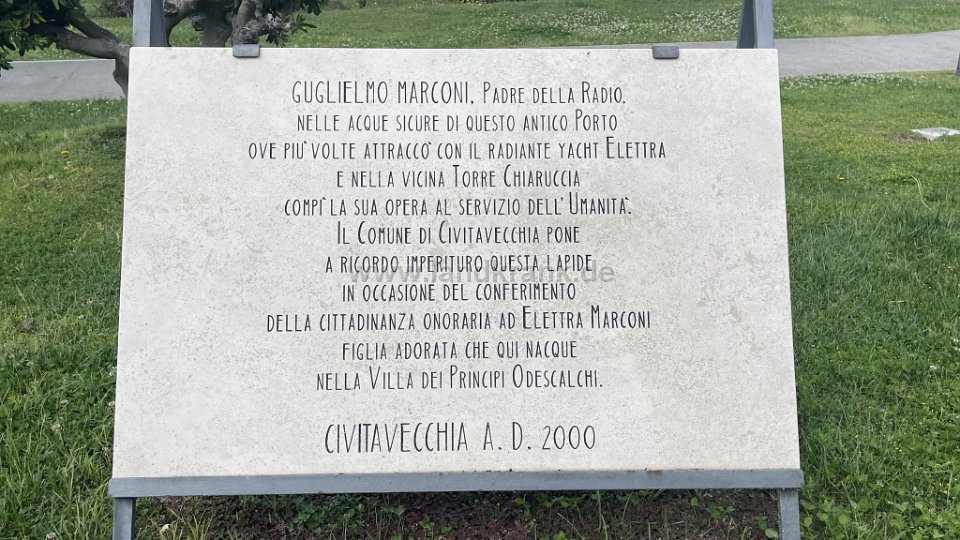 GUGLIELMO MARCONI, PADRE DELLA RADIO,
NELLE ACQUE SICURE DI QUESTO ANTICO PORTO
OVE PIU' VOLTE ATTRACCO' CON IL RADIANTE YACHT ELETTRA
E NELLA VICINA TORRE CHIARUCCIA
COMPI' LA SUA OPERA AL SERVIZIO DELL'UMANITA'.
IL COMUNE DI CIVITAVECCHIA PONE
A RICORDO IMPERITURO QUESTA LAPIDE
IN OCCASIONE DEL CONFERIMENTO
DELLA CITTADINANZA ONORARIA AD ELETTRA MARCONI
FIGLIA ADORATA CHE QUI NACQUE
NELLA VILLA DEI PRINCIPI ODESCALCHI.
CIVITAVECCHIA A. D. 2000